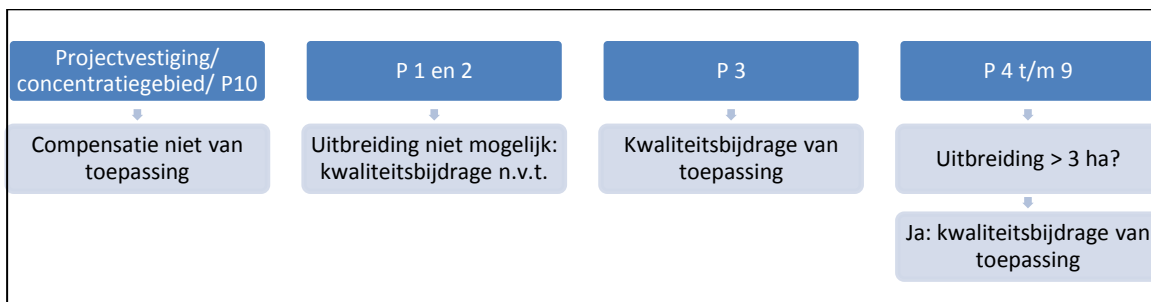 Projectvestiging/
concentratiegebied/ P10
Compensatie niet van
toepassing
P 1 en 2
Uitbreiding niet mogelijk:
kwaliteitsbijdrage n.v.t.
P 3
Kwaliteitsbijdrage van
toepassing
P 4 t/m 9
Uitbreiding > 3 ha?
Ja: kwaliteitsbijdrage van
toepassing